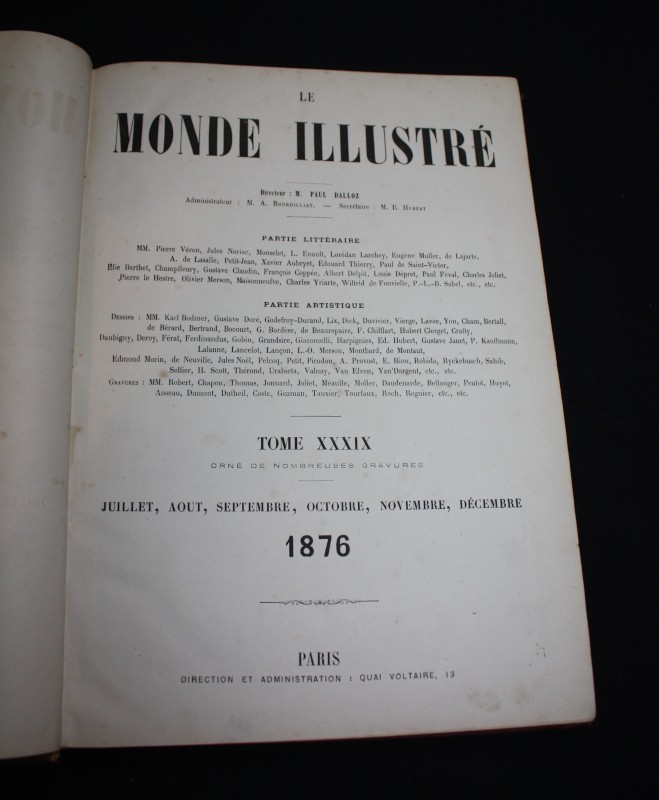 LE
MONDE ILLUSTRÉ
Directeur : M. PAUL DALLOZ
Administrateur : M. A. BOURDILLIAT. — Secrétaire : M. E. HUBERT
PARTIE LITTÉRAIRE
MM. Pierre Véron, Jules Noriac, Monselet, L. Enault, Lorédan Larchey, Eugène Muller, de Lajarte,
A. de Lasalle, Petit-Jean, Xavier Aubryet, Édouard Thierry, Paul de Saint-Victor,
Élie Berthet, Champfleury, Gustave Claudin, François Coppée, Albert Delpit, Louis Dépret, Paul Féval, Charles Joliet,
Pierre le Hestre, Olivier Merson, Maisonneufve, Charles Yriarte, Wilfrid de Fonvielle, P.-L.-B. Sabel, etc., etc.
PARTIE ARTISTIQUE
DESSINS : MM. Karl Bodmer, Gustave Doré, Godefroy-Durand, Lix, Dick, Duvivier, Vierge, Lavée, Yon, Cham, Bertall,
de Bérard, Bertrand, Bocourt, G. Bordèse, de Beaurepaire, F. Chifflart, Hubert Clerget, Crafty,
Daubigny, Deroy, Férat, Ferdinandus, Gobin, Grandsire, Giacomelli, Harpignies, Ed. Hubert, Gustave Janet, P. Kauffmann,
Lalanne, Lancelot, Lançon, L.-O. Merson, Montbard, de Montaut,
Edmond Morin, de Neuville, Jules Noël, Pelcoq, Petit, Pirodon, A. Provost, E. Riou, Robida, Ryckebusch, Sahib,
Sellier, H. Scott, Thérond, Urabieta, Valnay, Van Elven, Yan'Dargent, etc., etc.
GRAVURES : MM. Robert, Chapon, Thomas, Jonnard, Joliet, Méaulle, Moller, Daudenarde, Bellanger, Peulot, Huyot,
Anseau, Dumont, Dutheil, Coste, Guzman, Tauxier, Tourfaux, Roch, Regnier, etc., etc.
TOME XXXIX
ORNÉ DE NOMBREUSES GRAVURES
JUILLET, AOUT, SEPTEMBRE, OCTOBRE, NOVEMBRE, DÉCEMBRE
1876
PARIS
DIRECTION ET ADMINISTRATION : QUAI VOLTAIRE, 13